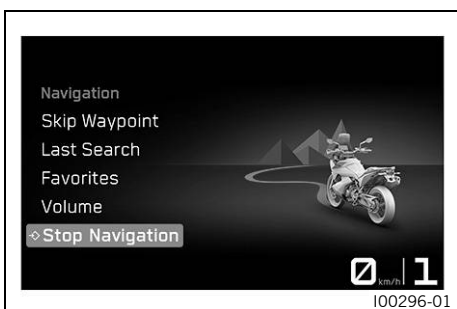 Navigation
Skip Waypoint
Last Search
Favorites
Volume
Stop Navigation
0 km/h 1
I00296-01